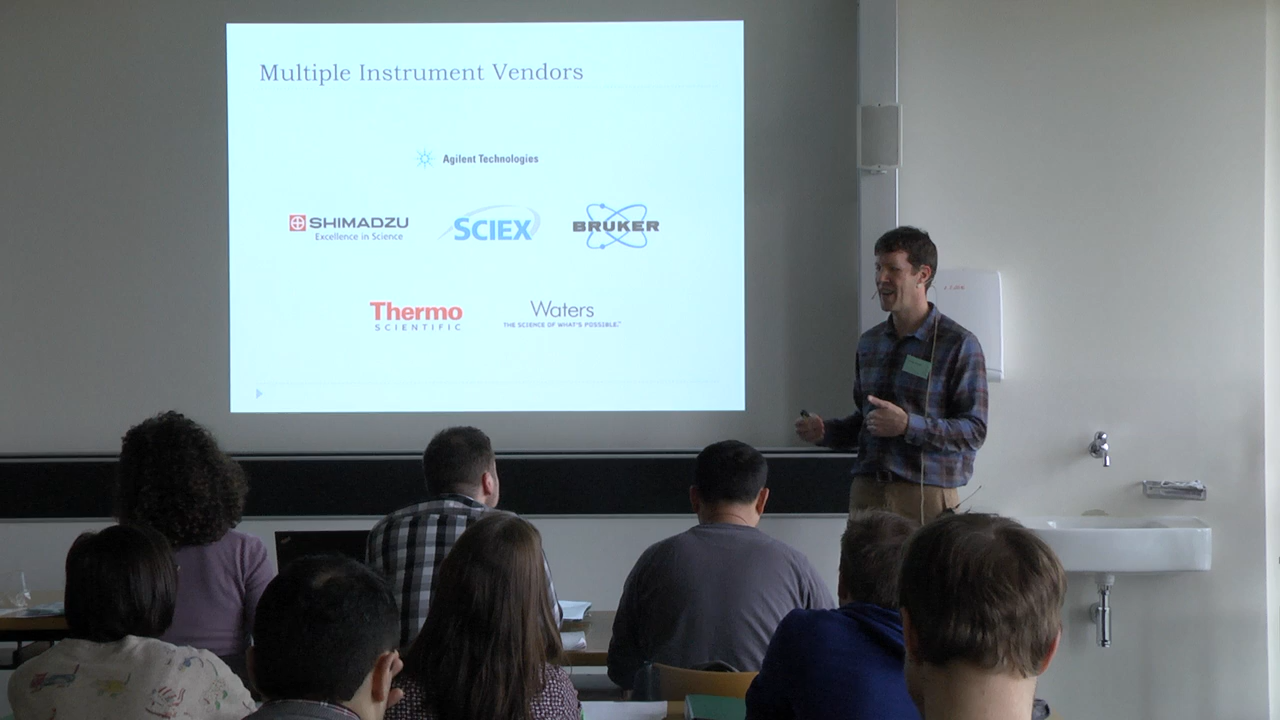 Multiple Instrument Vendors
Agilent Technologies
SHIMADZU
Excellence in Science
SCIEX
BRUKER
Thermo
SCIENTIFIC
Waters
THE SCIENCE OF WHAT'S POSSIBLE.™